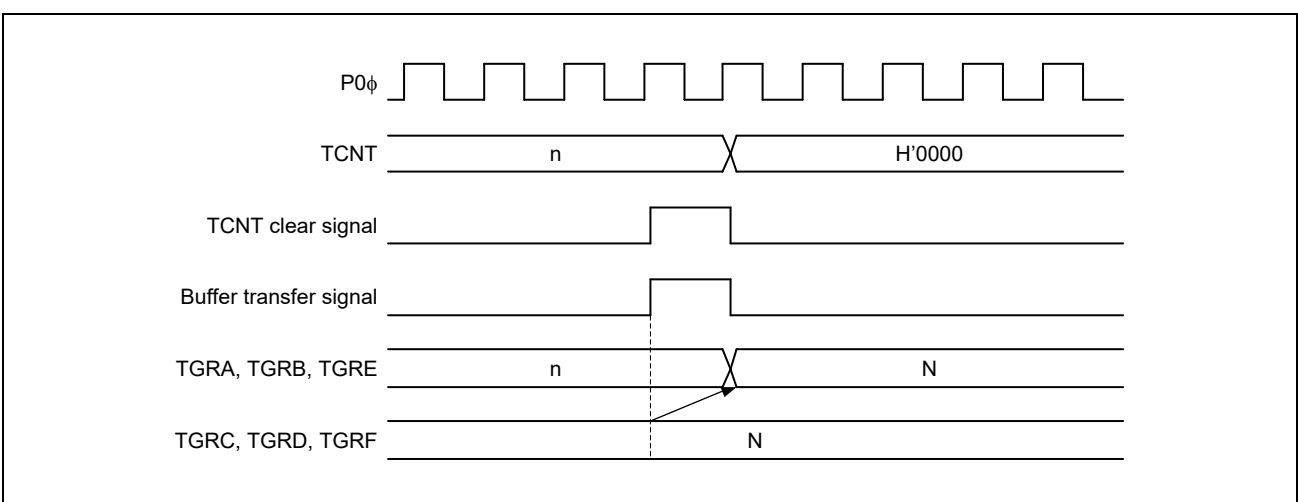 P0ϕ
TCNT n H'0000
TCNT clear signal
Buffer transfer signal
TGRA, TGRB, TGRE n N
TGRC, TGRD, TGRF N